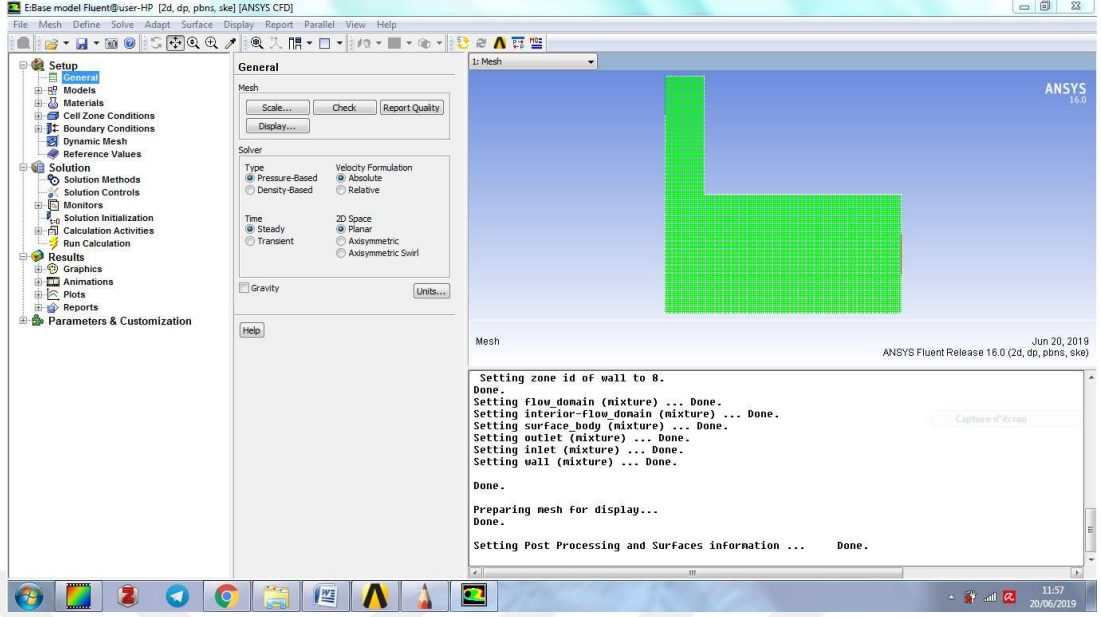 E:Base model Fluent@user-HP [2d, dp, pbns, ske] [ANSYS CFD]
File Mesh Define Solve Adapt Surface Display Report Parallel View Help
Setup
General
Models
Materials
Cell Zone Conditions
Boundary Conditions
Dynamic Mesh
Reference Values
Solution
Solution Methods
Solution Controls
Monitors
Solution Initialization
Calculation Activities
Run Calculation
Results
Graphics
Animations
Plots
Reports
Parameters & Customization
General
Mesh
Scale... Check Report Quality
Display...
Solver
Type Velocity Formulation
Pressure-Based Absolute
Density-Based Relative
Time 2D Space
Steady Planar
Transient Axisymmetric
Axisymmetric Swirl
Gravity Units...
Help
1: Mesh
ANSYS
16.0
Mesh Jun 20, 2019
ANSYS Fluent Release 16.0 (2d, dp, pbns, ske)
Setting zone id of wall to 8.
Done.
Setting flow_domain (mixture) ... Done.
Setting interior-flow_domain (mixture) ... Done.
Setting surface_body (mixture) ... Done.
Setting outlet (mixture) ... Done.
Setting inlet (mixture) ... Done.
Setting wall (mixture) ... Done.
Done.
Preparing mesh for display...
Done.
Setting Post Processing and Surfaces information ... Done.
Capture d'écran
11:57
20/06/2019